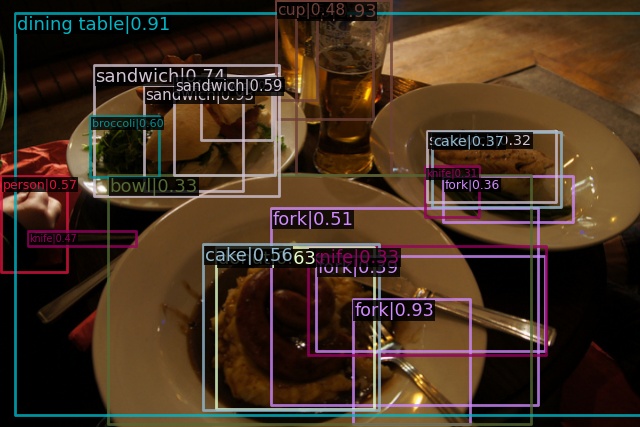 cup|0.48
.93
dining table|0.91
sandwich|0.74
sandwich|0.59
sandwich|0.53
broccoli|0.60
cake|0.37
0.32
knife|0.31
fork|0.36
person|0.57
bowl|0.33
fork|0.51
knife|0.47
cake|0.56
63
knife|0.33
fork|0.39
fork|0.93